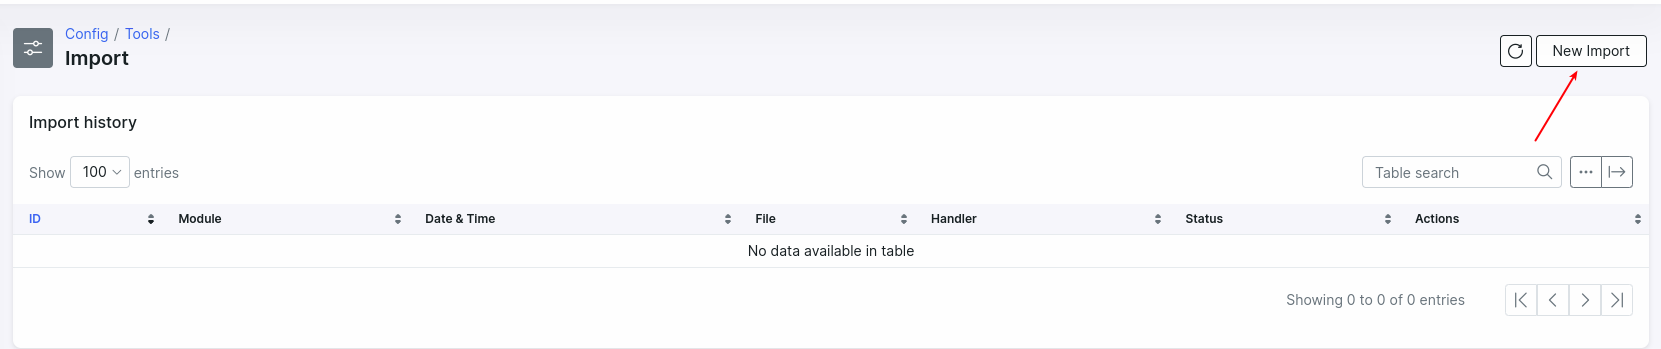 Config / Tools /
Import
New Import
Import history
Show 100 entries
Table search
ID Module Date & Time File Handler Status Actions
No data available in table
Showing 0 to 0 of 0 entries